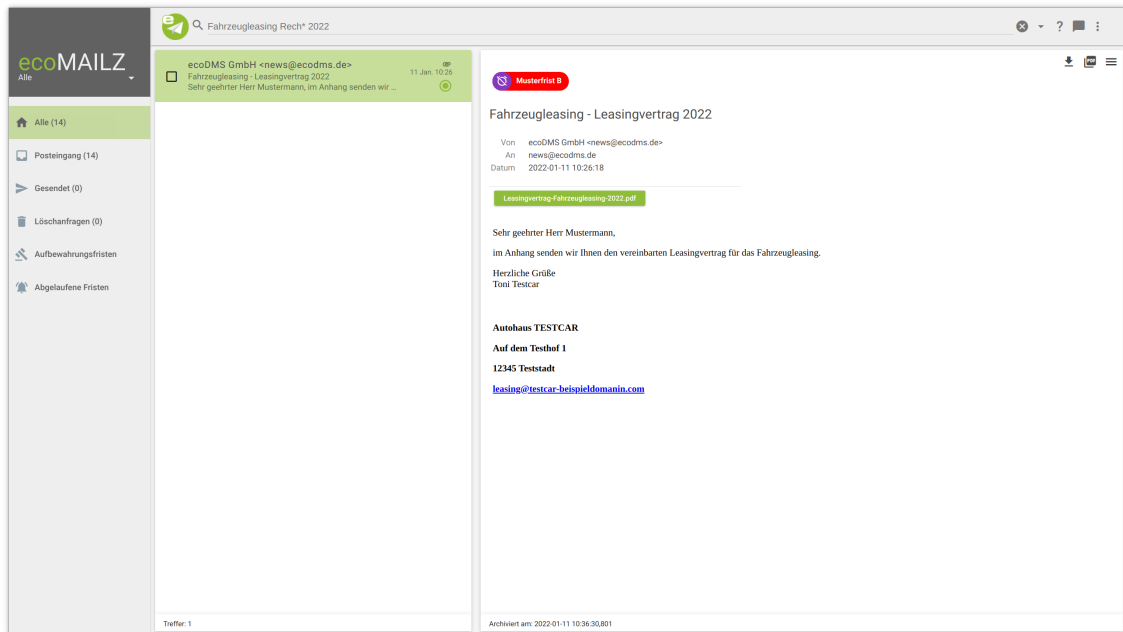 ecoMAILZ
Alle
Alle (14)
Posteingang (14)
Gesendet (0)
Löschanfragen (0)
Aufbewahrungsfristen
Abgelaufene Fristen
e
Fahrzeugleasing Rech* 2022
?
ecoDMS GmbH <news@ecodms.de>
Fahrzeugleasing - Leasingvertrag 2022
11 Jan. 10:26
Sehr geehrter Herr Mustermann, im Anhang senden wir ...
Treffer: 1
PDF
Musterfrist B
Fahrzeugleasing - Leasingvertrag 2022
Von ecoDMS GmbH <news@ecodms.de>
An news@ecodms.de
Datum 2022-01-11 10:26:18
Leasingvertrag-Fahrzeugleasing-2022.pdf
Sehr geehrter Herr Mustermann,
im Anhang senden wir Ihnen den vereinbarten Leasingvertrag für das Fahrzeugleasing.
Herzliche Grüße
Toni Testcar
Autohaus TESTCAR
Auf dem Testhof 1
12345 Teststadt
leasing@testcar-beispieldomanin.com
Archiviert am: 2022-01-11 10:36:30,801